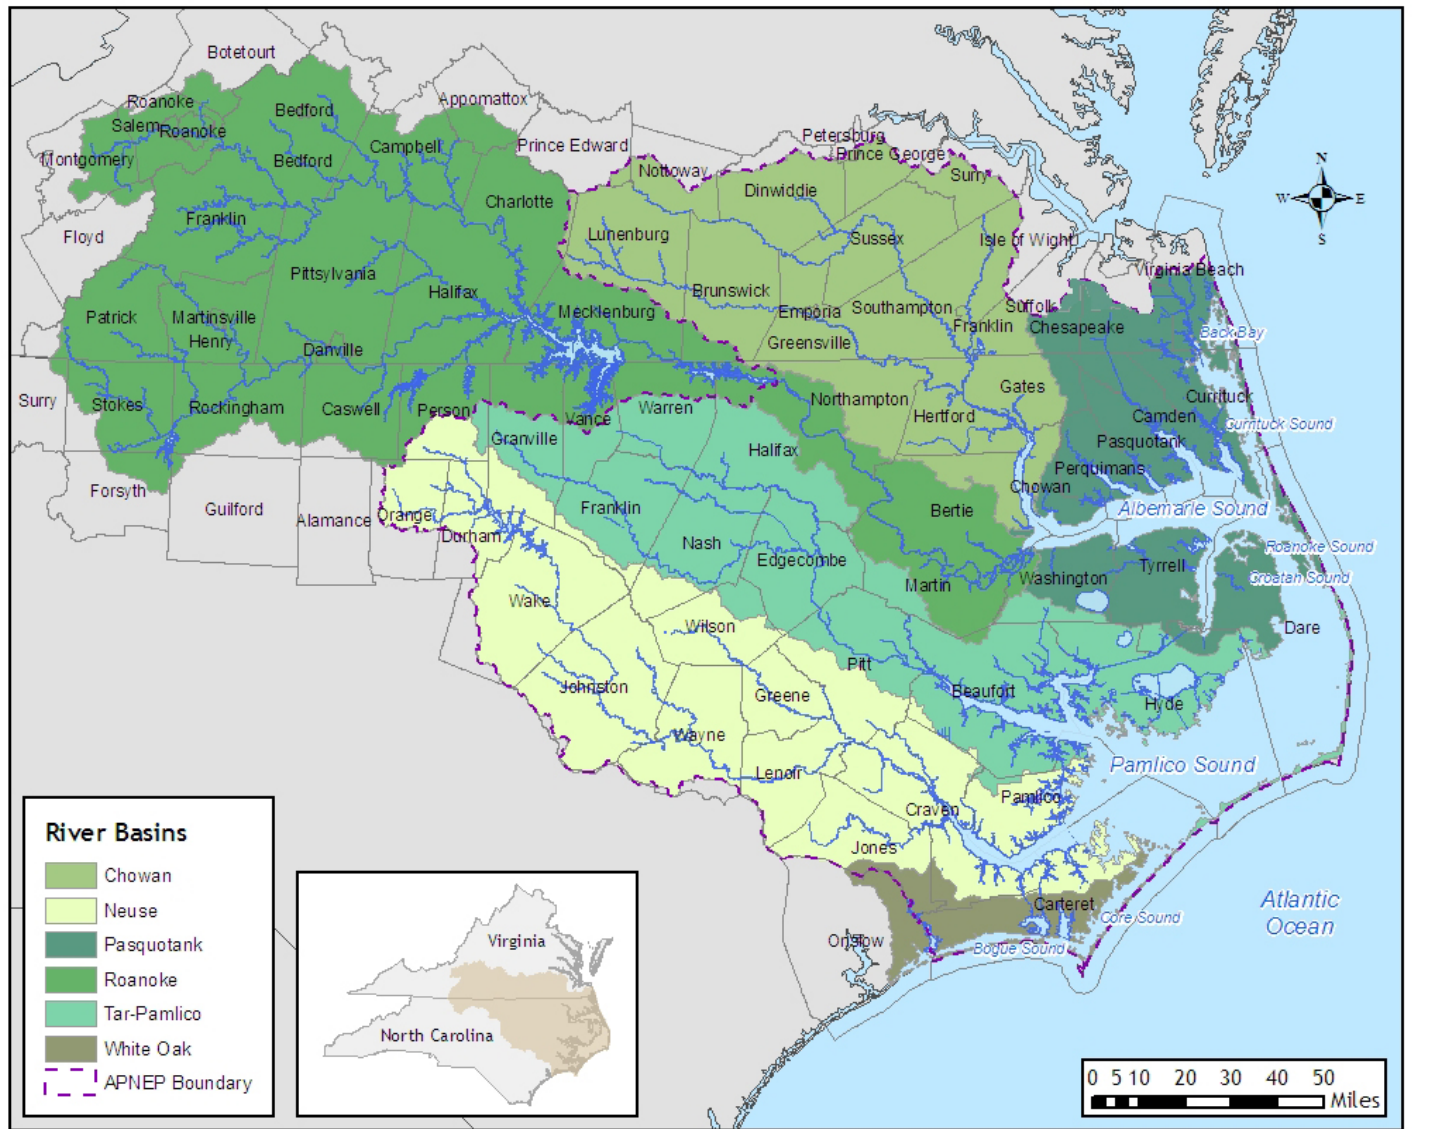 Botetourt
Roanoke
Bedford
Appomattox
Salem
Roanoke
Campbell
Prince Edward
Petersburg
Prince George
Montgomery
Bedford
Nottoway
Dinwiddie
Surry
N
W
E
S
Charlotte
Franklin
Floyd
Lunenburg
Sussex
Isle of Wight
Pittsylvania
Virginia Beach
Halifax
Brunswick
Mecklenburg
Emporia
Southampton
Suffolk
Patrick
Martinsville
Henry
Franklin
Chesapeake
Back Bay
Danville
Greensville
Surry
Stokes
Rockingham
Caswell
Person
Vance
Warren
Northampton
Hertford
Gates
Currituck
Camden
Currituck Sound
Granville
Halifax
Pasquotank
Perquimans
Forsyth
Guilford
Alamance
Orange
Durham
Franklin
Bertie
Chowan
Albemarle Sound
Nash
Edgecombe
Roanoke Sound
Martin
Washington
Tyrrell
Croatan Sound
Wake
Wilson
Dare
Pitt
Johnston
Greene
Beaufort
Hyde
Wayne
Lenoir
Pamlico Sound
Pamlico
Craven
Jones
Carteret
Core Sound
Onslow
Bogue Sound
Atlantic
Ocean
River Basins
Chowan
Neuse
Pasquotank
Roanoke
Tar-Pamlico
White Oak
APNEP Boundary
Virginia
North Carolina
0 5 10 20 30 40 50
Miles